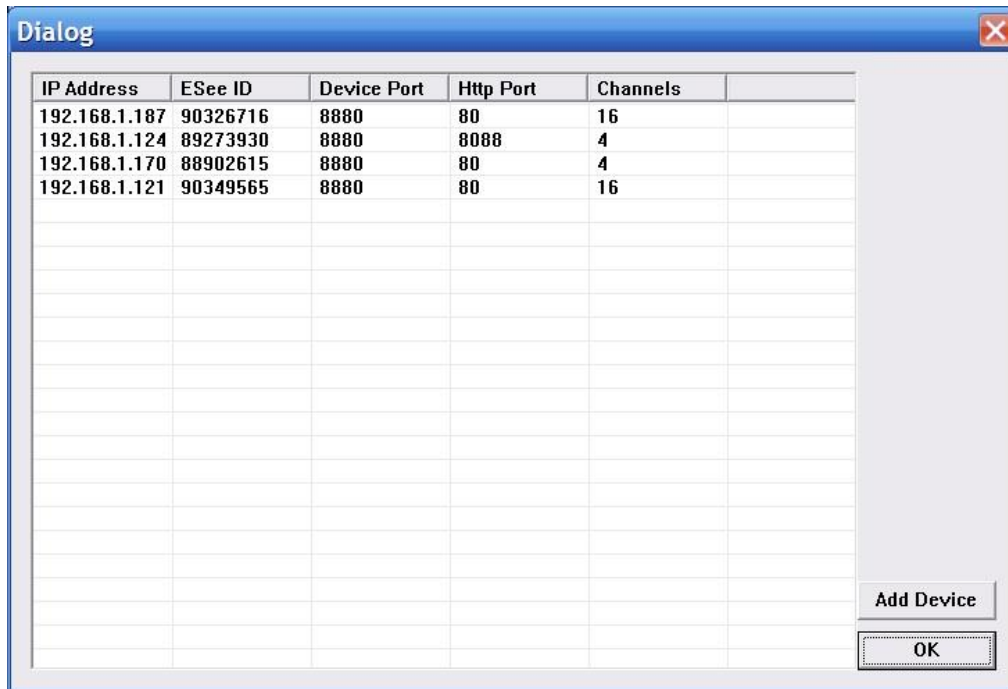 Dialog
IP Address ESee ID Device Port Http Port Channels
192.168.1.187 90326716 8880 80 16
192.168.1.124 89273930 8880 8088 4
192.168.1.170 88902615 8880 80 4
192.168.1.121 90349565 8880 80 16
Add Device
OK